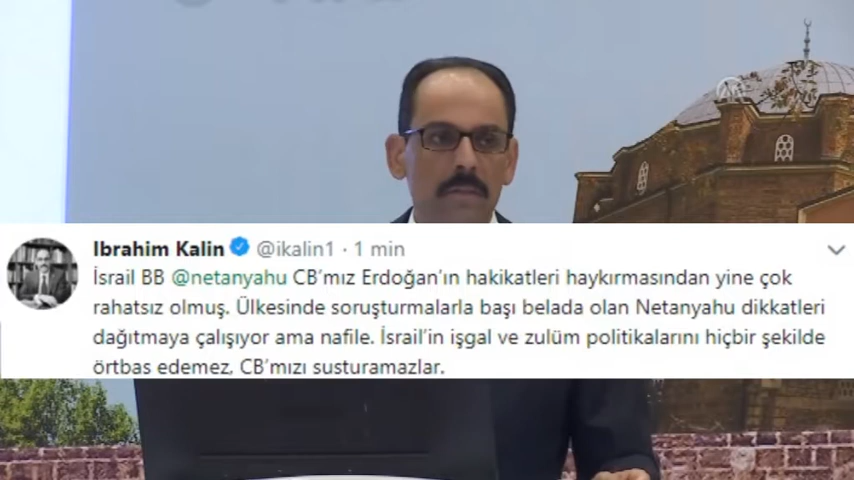 Ibrahim Kalin @ikalin1 · 1 min
İsrail BB @netanyahu CB'mız Erdoğan'ın hakikatleri haykırmasından yine çok
rahatsız olmuş. Ülkesinde soruşturmalarla başı belada olan Netanyahu dikkatleri
dağıtmaya çalışıyor ama nafile. İsrail'in işgal ve zulüm politikalarını hiçbir şekilde
örtbas edemez, CB'mızı susturamazlar.